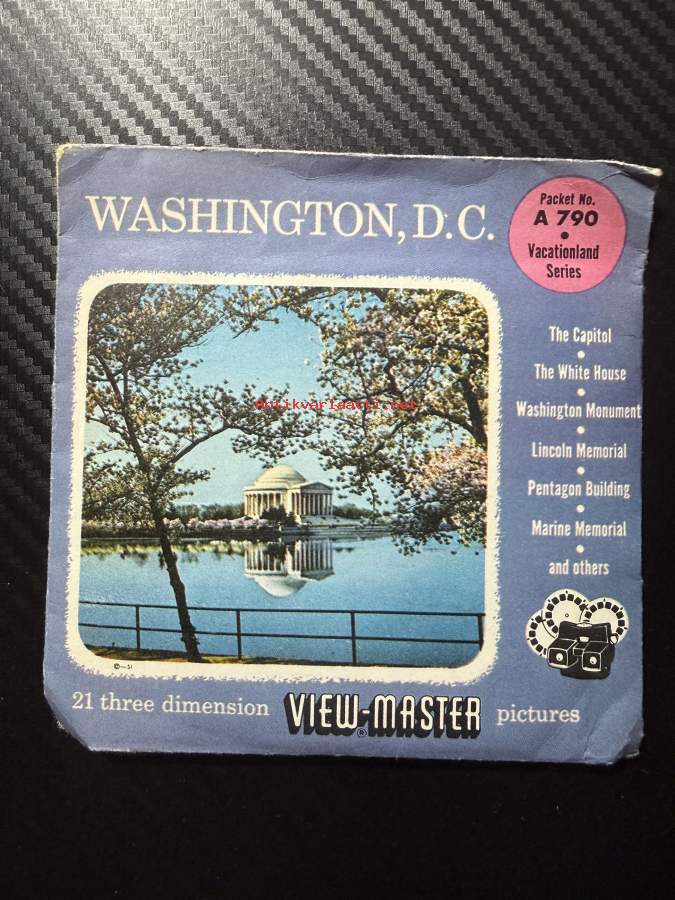 WASHINGTON, D.C.
Packet No.
A 790
•
Vacationland
Series
The Capitol
•
The White House
•
Washington Monument
•
Lincoln Memorial
•
Pentagon Building
•
Marine Memorial
•
and others
antikvariaatti.net
©—51
21 three dimension VIEW-MASTER® pictures